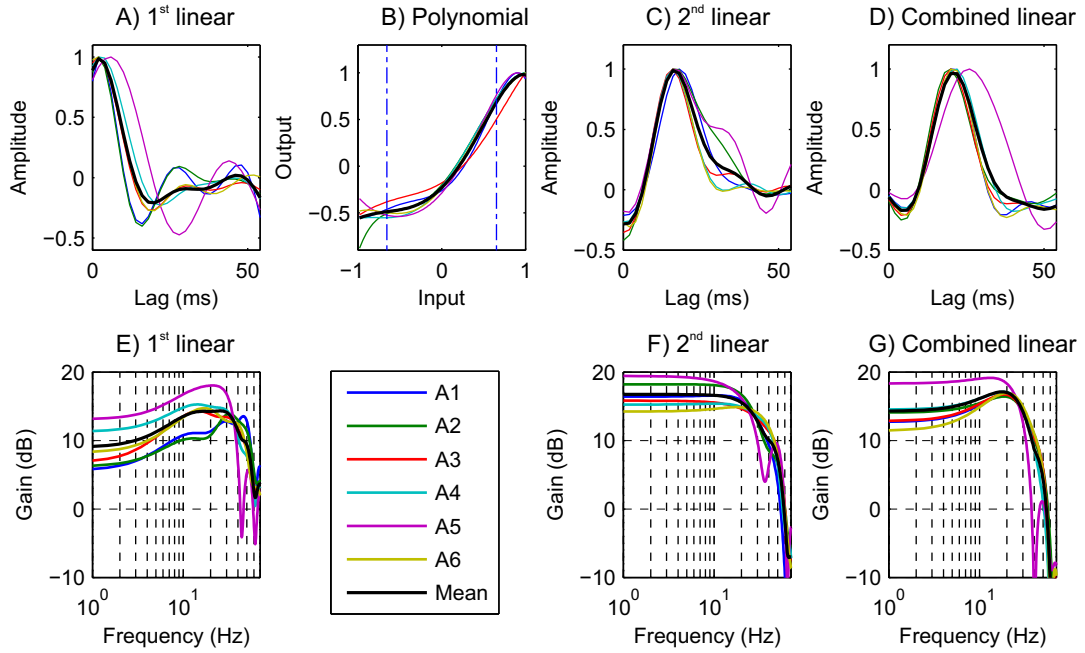 A) 1st linear
B) Polynomial
C) 2nd linear
D) Combined linear
Amplitude
1
0.5
0
−0.5
0
50
Lag (ms)
Output
1
0.5
0
−0.5
−1
0
1
Input
Amplitude
1
0.5
0
−0.5
0
50
Lag (ms)
Amplitude
1
0.5
0
−0.5
0
50
Lag (ms)
E) 1st linear
F) 2nd linear
G) Combined linear
Gain (dB)
20
10
0
−10
10^0
10^1
Frequency (Hz)
A1
A2
A3
A4
A5
A6
Mean
Gain (dB)
20
10
0
−10
10^0
10^1
Frequency (Hz)
Gain (dB)
20
10
0
−10
10^0
10^1
Frequency (Hz)